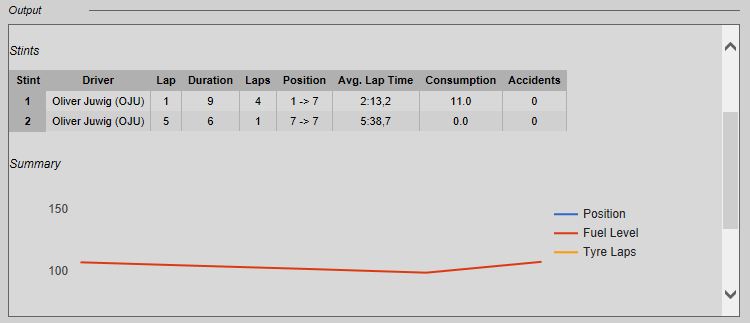 Output
Stints
Stint Driver Lap Duration Laps Position Avg. Lap Time Consumption Accidents
1 Oliver Juwig (OJU) 1 9 4 1 -> 7 2:13,2 11.0 0
2 Oliver Juwig (OJU) 5 6 1 7 -> 7 5:38,7 0.0 0
Summary
150
100
Position
Fuel Level
Tyre Laps